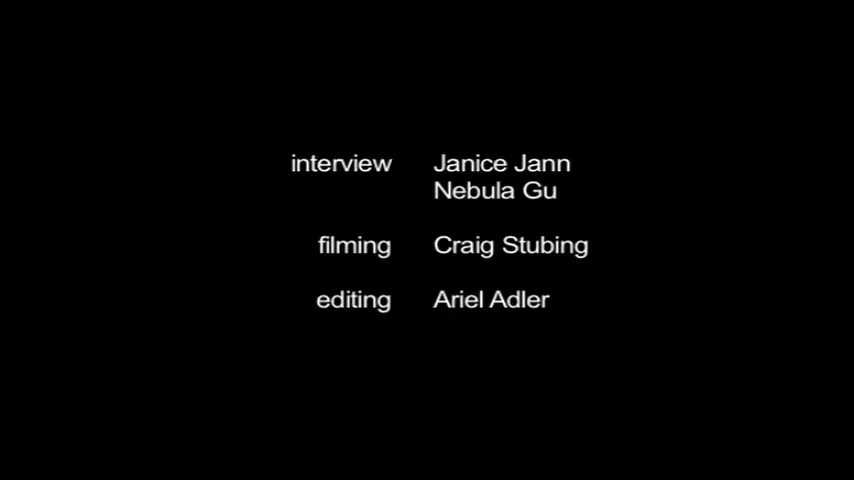 interview Janice Jann
Nebula Gu
filming Craig Stubing
editing Ariel Adler